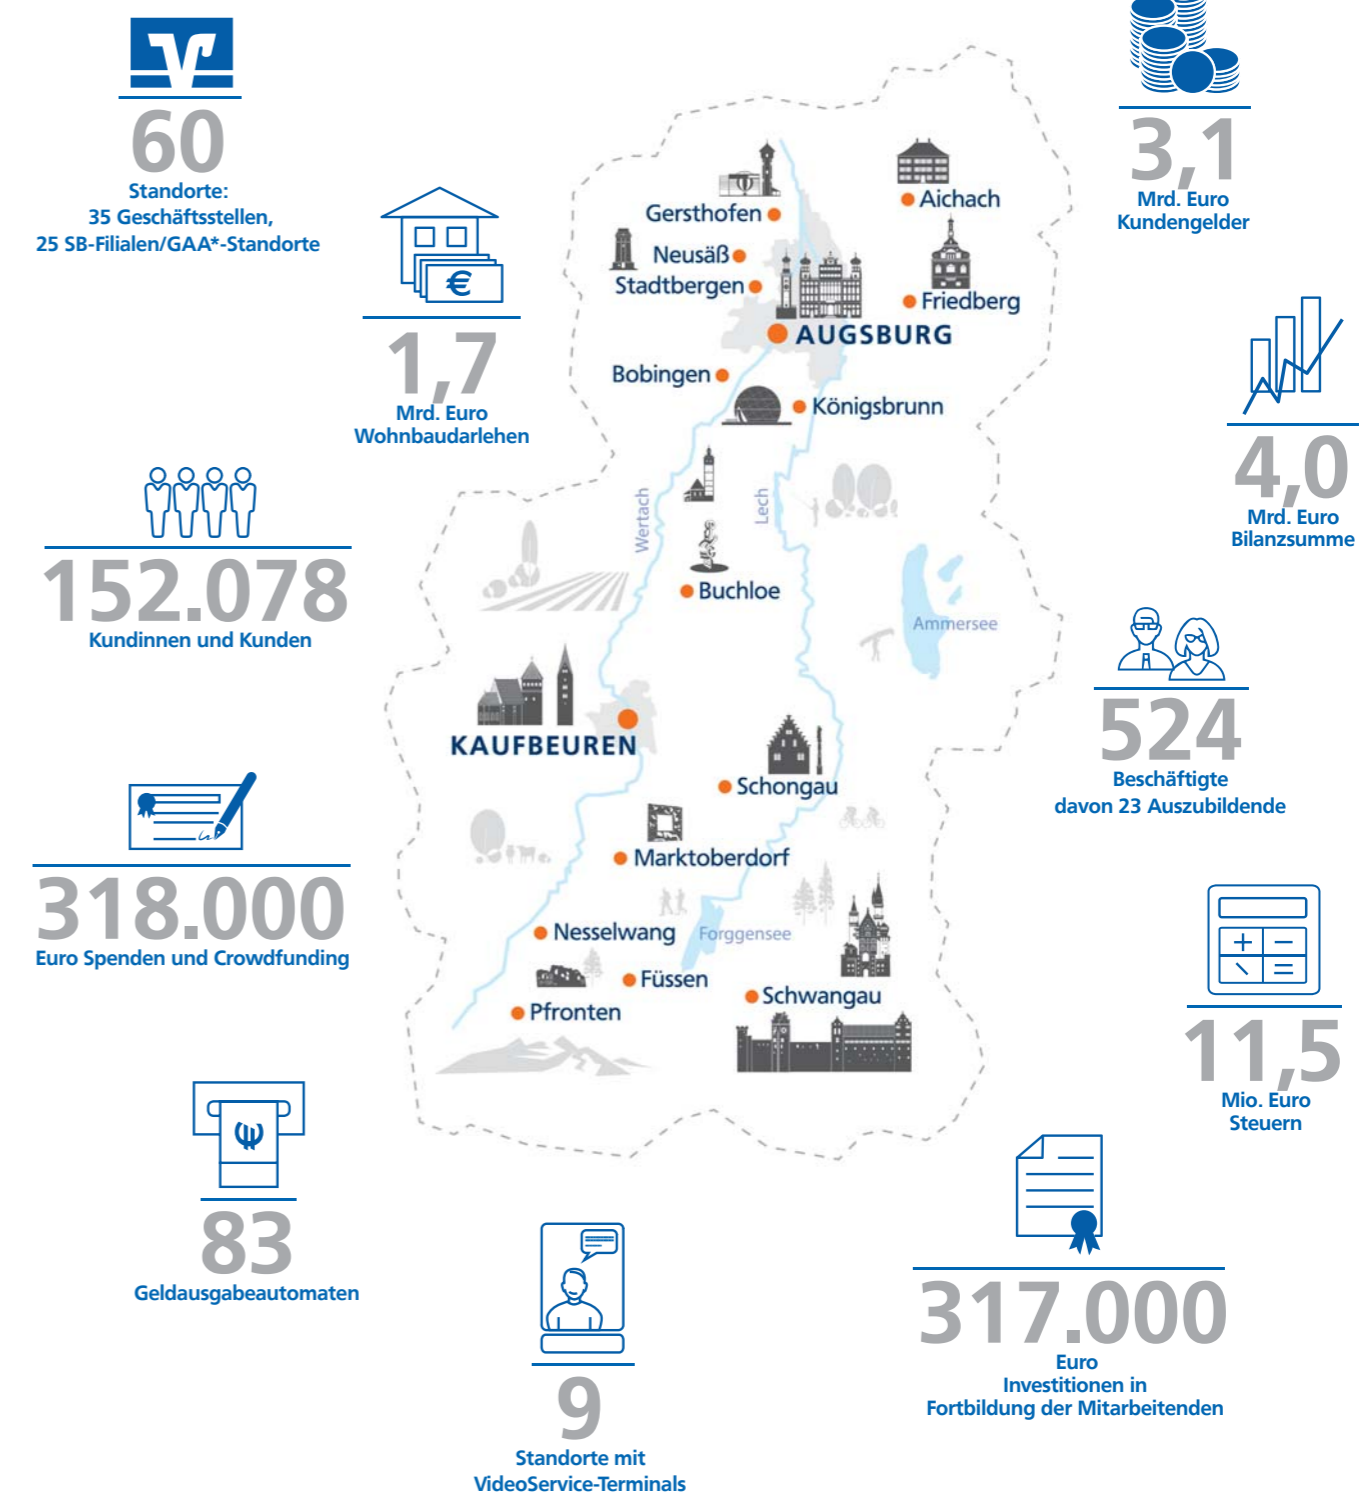 60
Standorte:
35 Geschäftsstellen,
25 SB-Filialen/GAA*-Standorte
1,7
Mrd. Euro
Wohnbaudarlehen
152.078
Kundinnen und Kunden
318.000
Euro Spenden und Crowdfunding
83
Geldausgabeautomaten
9
Standorte mit
VideoService-Terminals
Gersthofen
Aichach
Neusäß
Stadtbergen
Friedberg
AUGSBURG
Bobingen
Königsbrunn
Wertach
Lech
Buchloe
Ammersee
KAUFBEUREN
Schongau
Marktoberdorf
Nesselwang
Forggensee
Füssen
Schwangau
Pfronten
3,1
Mrd. Euro
Kundengelder
4,0
Mrd. Euro
Bilanzsumme
524
Beschäftigte
davon 23 Auszubildende
11,5
Mio. Euro
Steuern
317.000
Euro
Investitionen in
Fortbildung der Mitarbeitenden